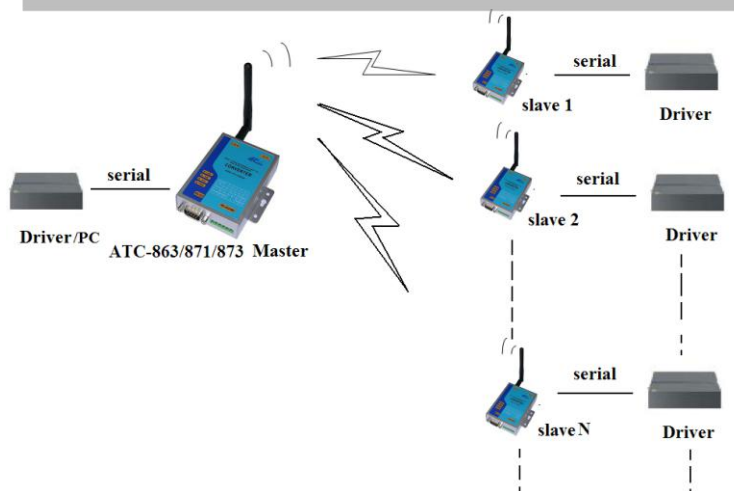 serial
slave 1
Driver
serial
Driver/PC
ATC-863/871/873 Master
serial
slave 2
Driver
serial
slave N
Driver